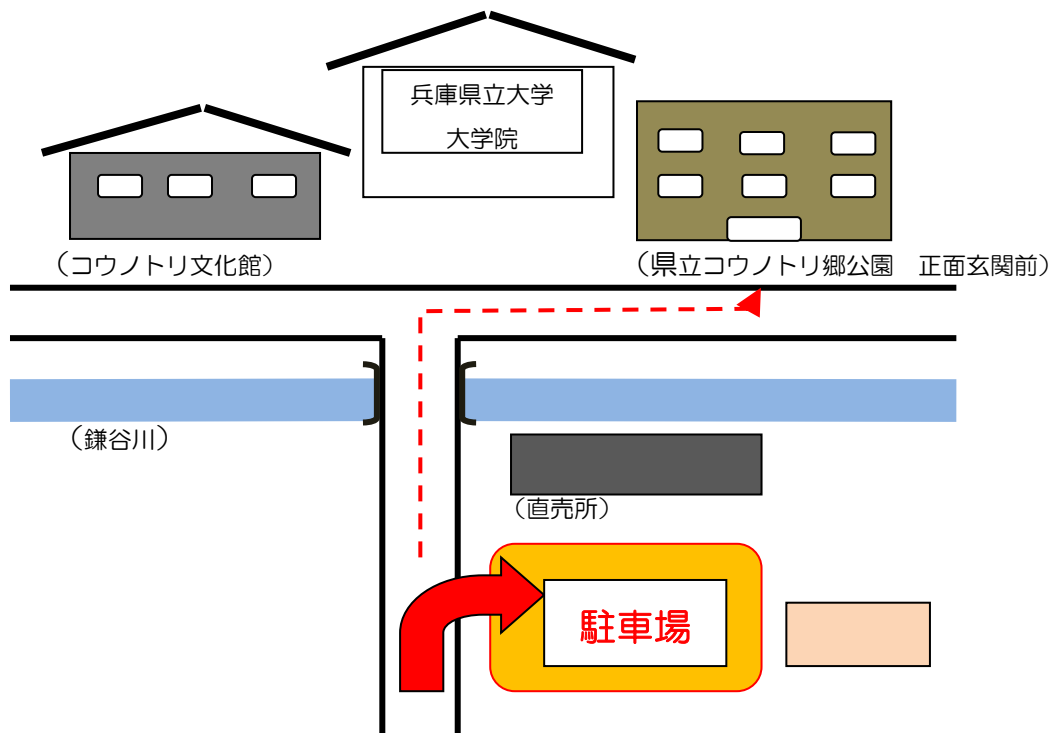 兵庫県立大学
大学院
（コウノトリ文化館）
（県立コウノトリ郷公園　正面玄関前）
（鎌谷川）
（直売所）
駐車場